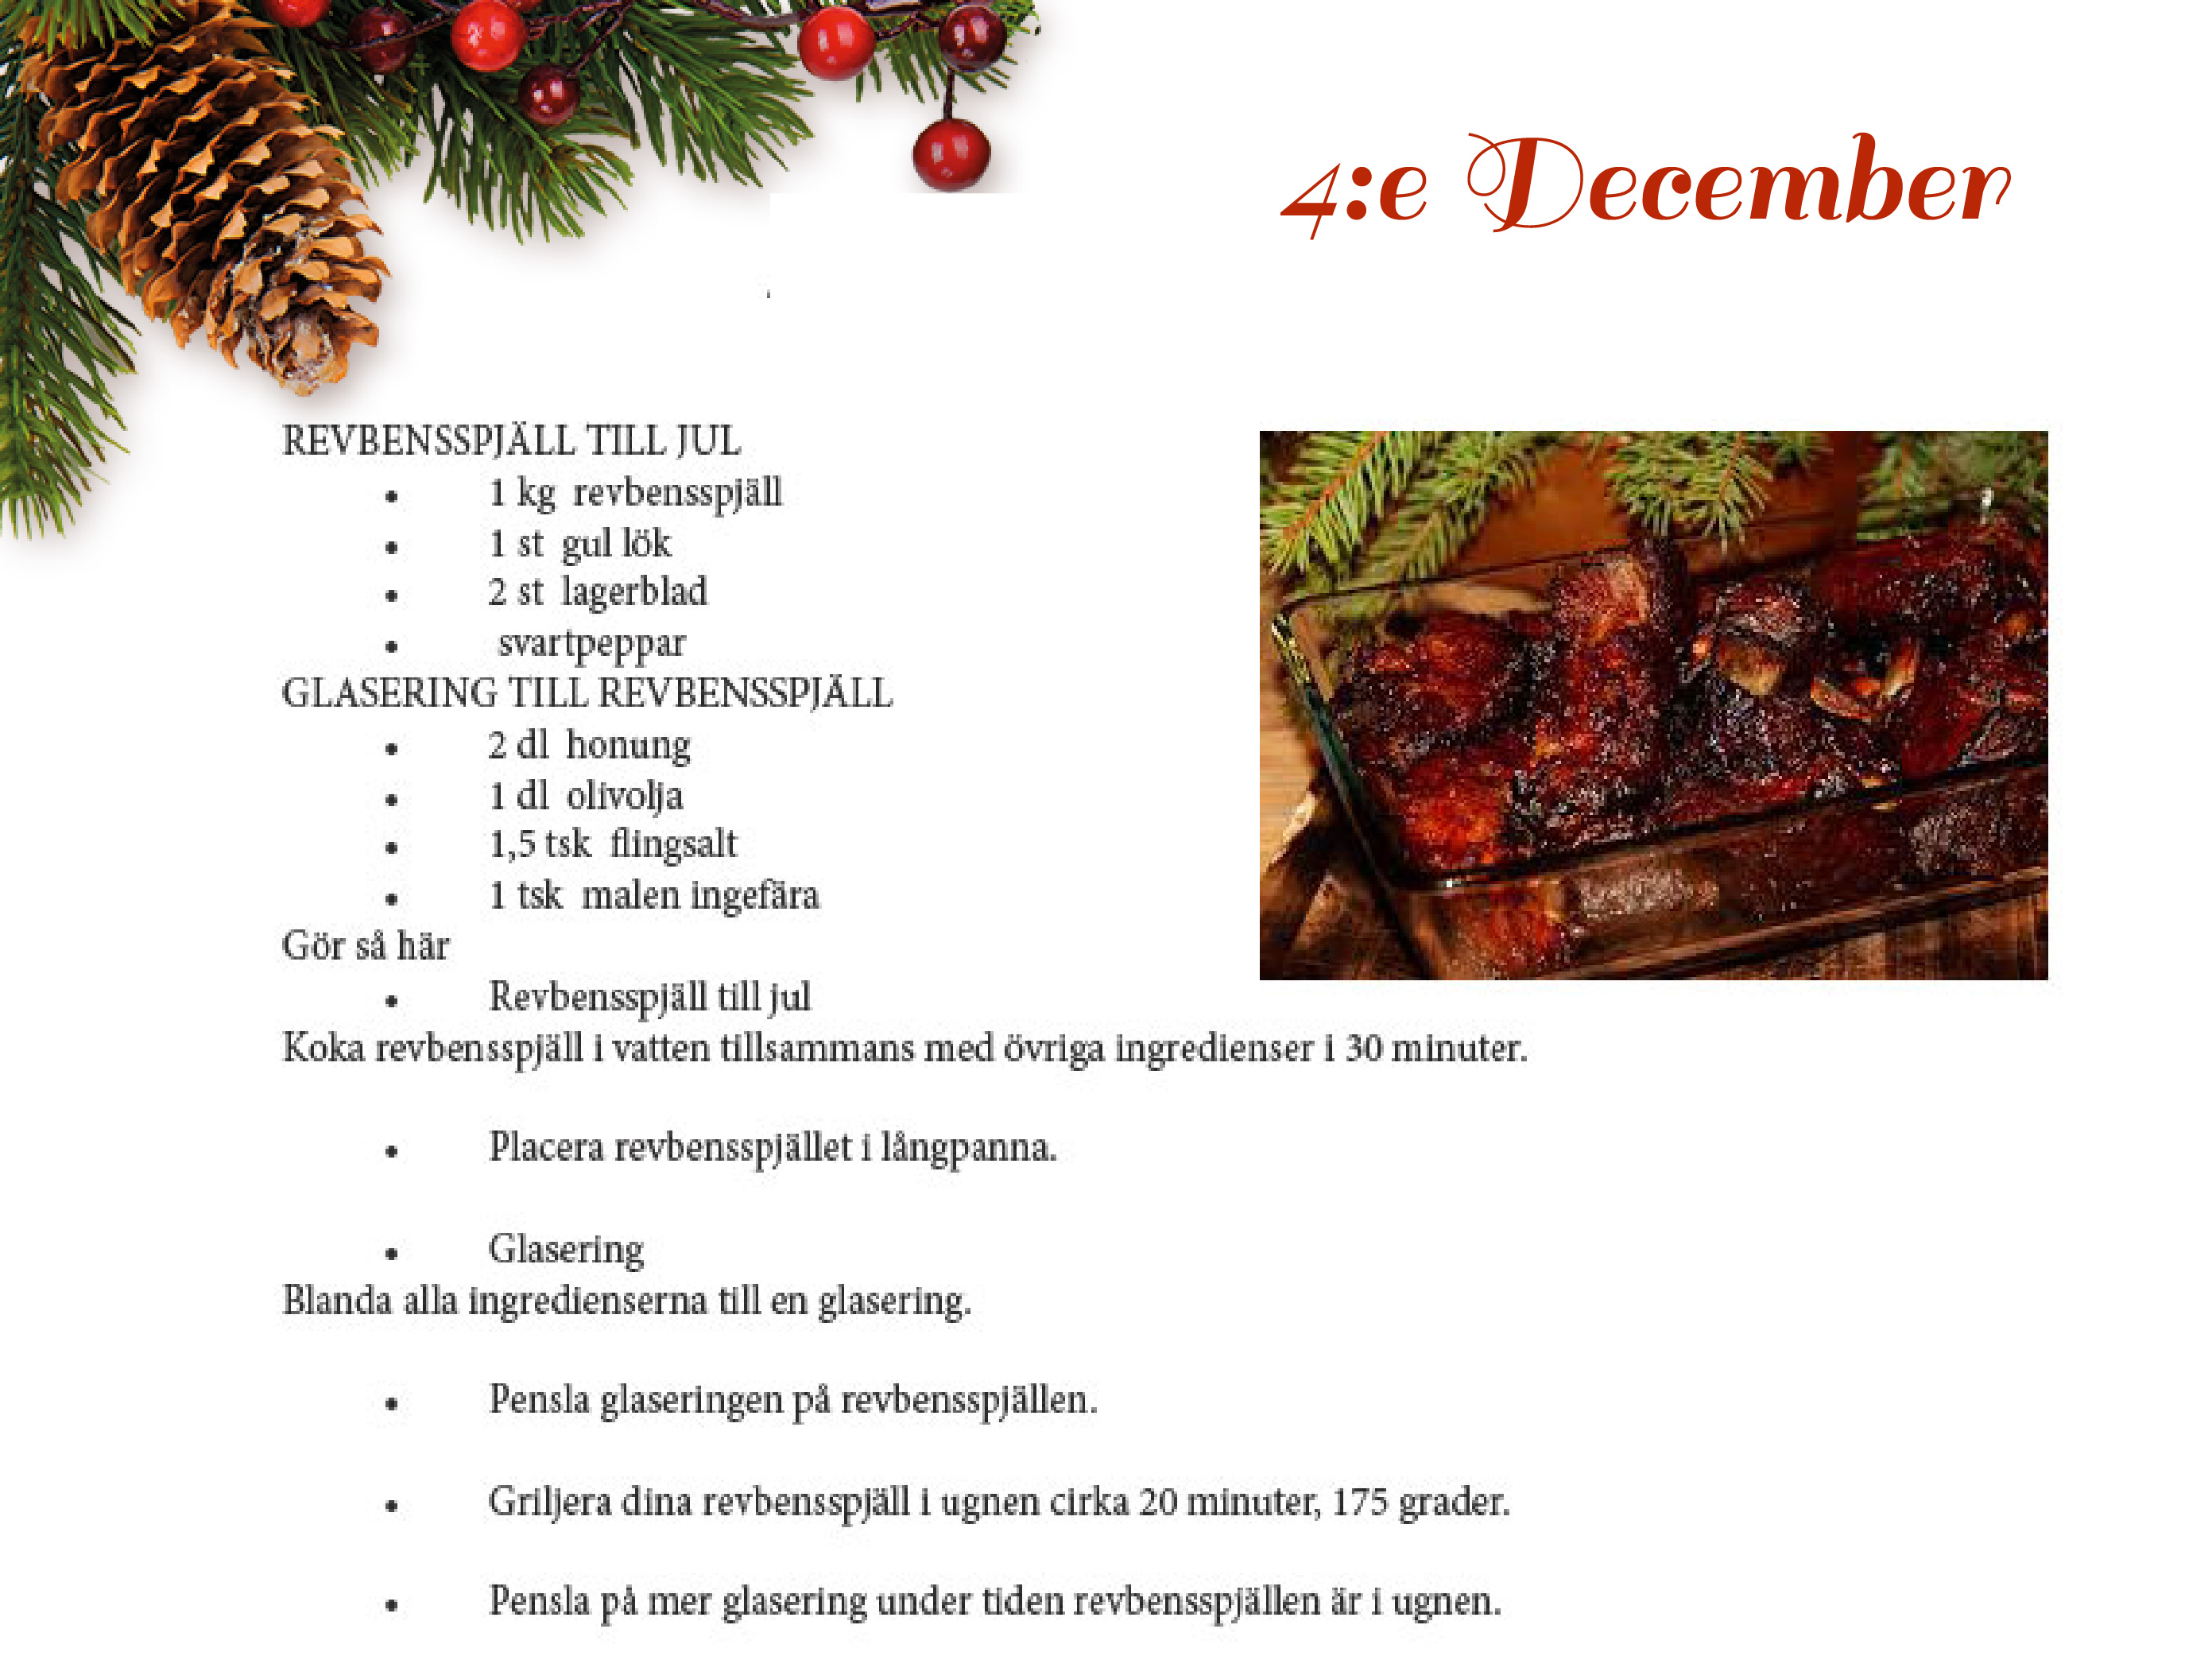 4:e December
REVBENSSPJÄLL TILL JUL
• 1 kg revbensspjäll
• 1 st gul lök
• 2 st lagerblad
• svartpeppar
GLASERING TILL REVBENSSPJÄLL
• 2 dl honung
• 1 dl olivolja
• 1,5 tsk flingsalt
• 1 tsk malen ingefära
Gör så här
• Revbensspjäll till jul
Koka revbensspjäll i vatten tillsammans med övriga ingredienser i 30 minuter.
• Placera revbensspjället i långpanna.
• Glasering
Blanda alla ingredienserna till en glasering.
• Pensla glaseringen på revbensspjällen.
• Griljera dina revbensspjäll i ugnen cirka 20 minuter, 175 grader.
• Pensla på mer glasering under tiden revbensspjällen är i ugnen.